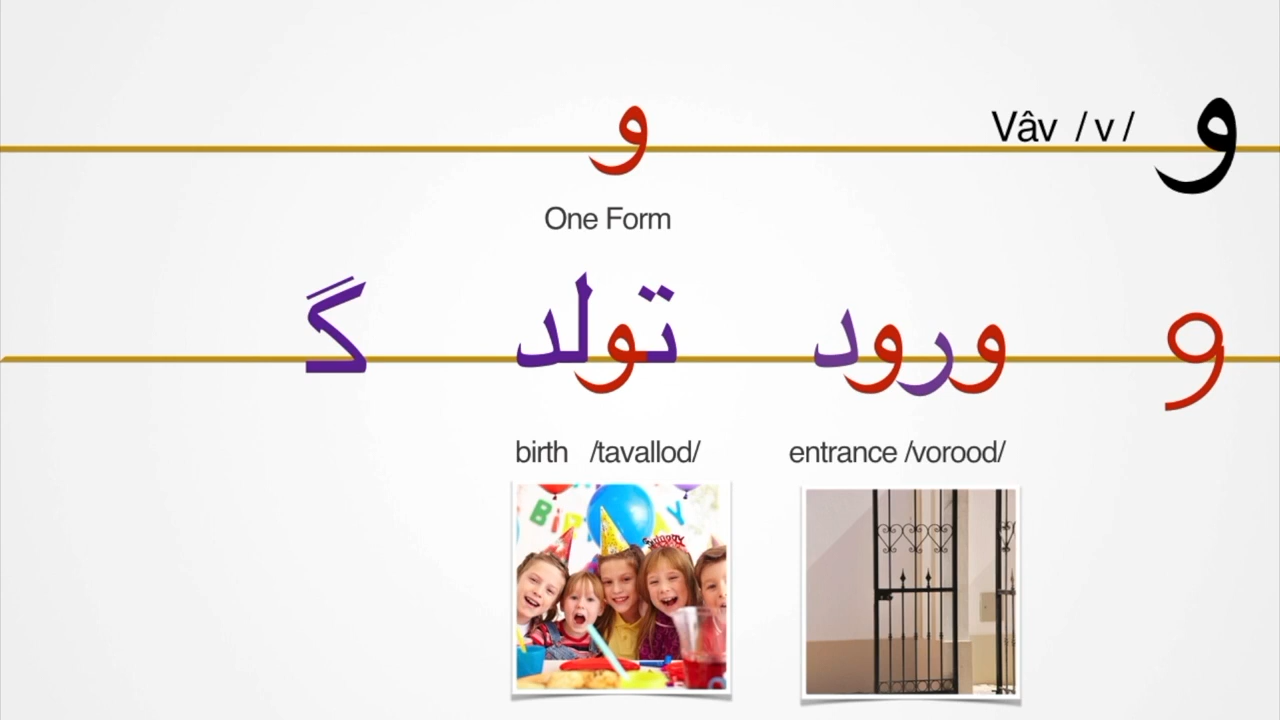 و Vâv / v /
و
One Form
و ورود تولد گ
entrance /vorood/
birth /tavallod/